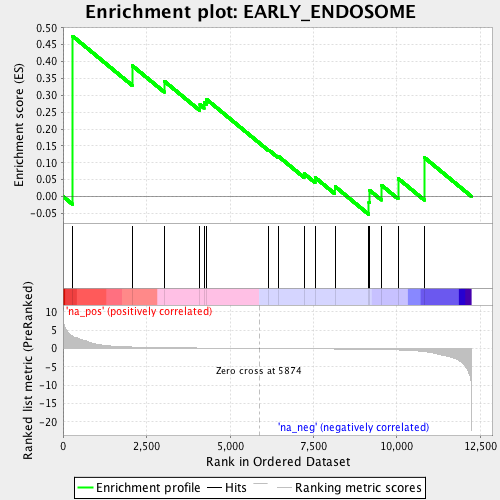 Enrichment plot: EARLY_ENDOSOME
Enrichment score (ES)
0.50
0.45
0.40
0.35
0.30
0.25
0.20
0.15
0.10
0.05
0.00
-0.05
Ranked list metric (PreRanked)
10
5
0
-5
-10
-15
-20
'na_pos' (positively correlated)
Zero cross at 5874
'na_neg' (negatively correlated)
0 2,500 5,000 7,500 10,000 12,500
Rank in Ordered Dataset
Enrichment profile Hits Ranking metric scores